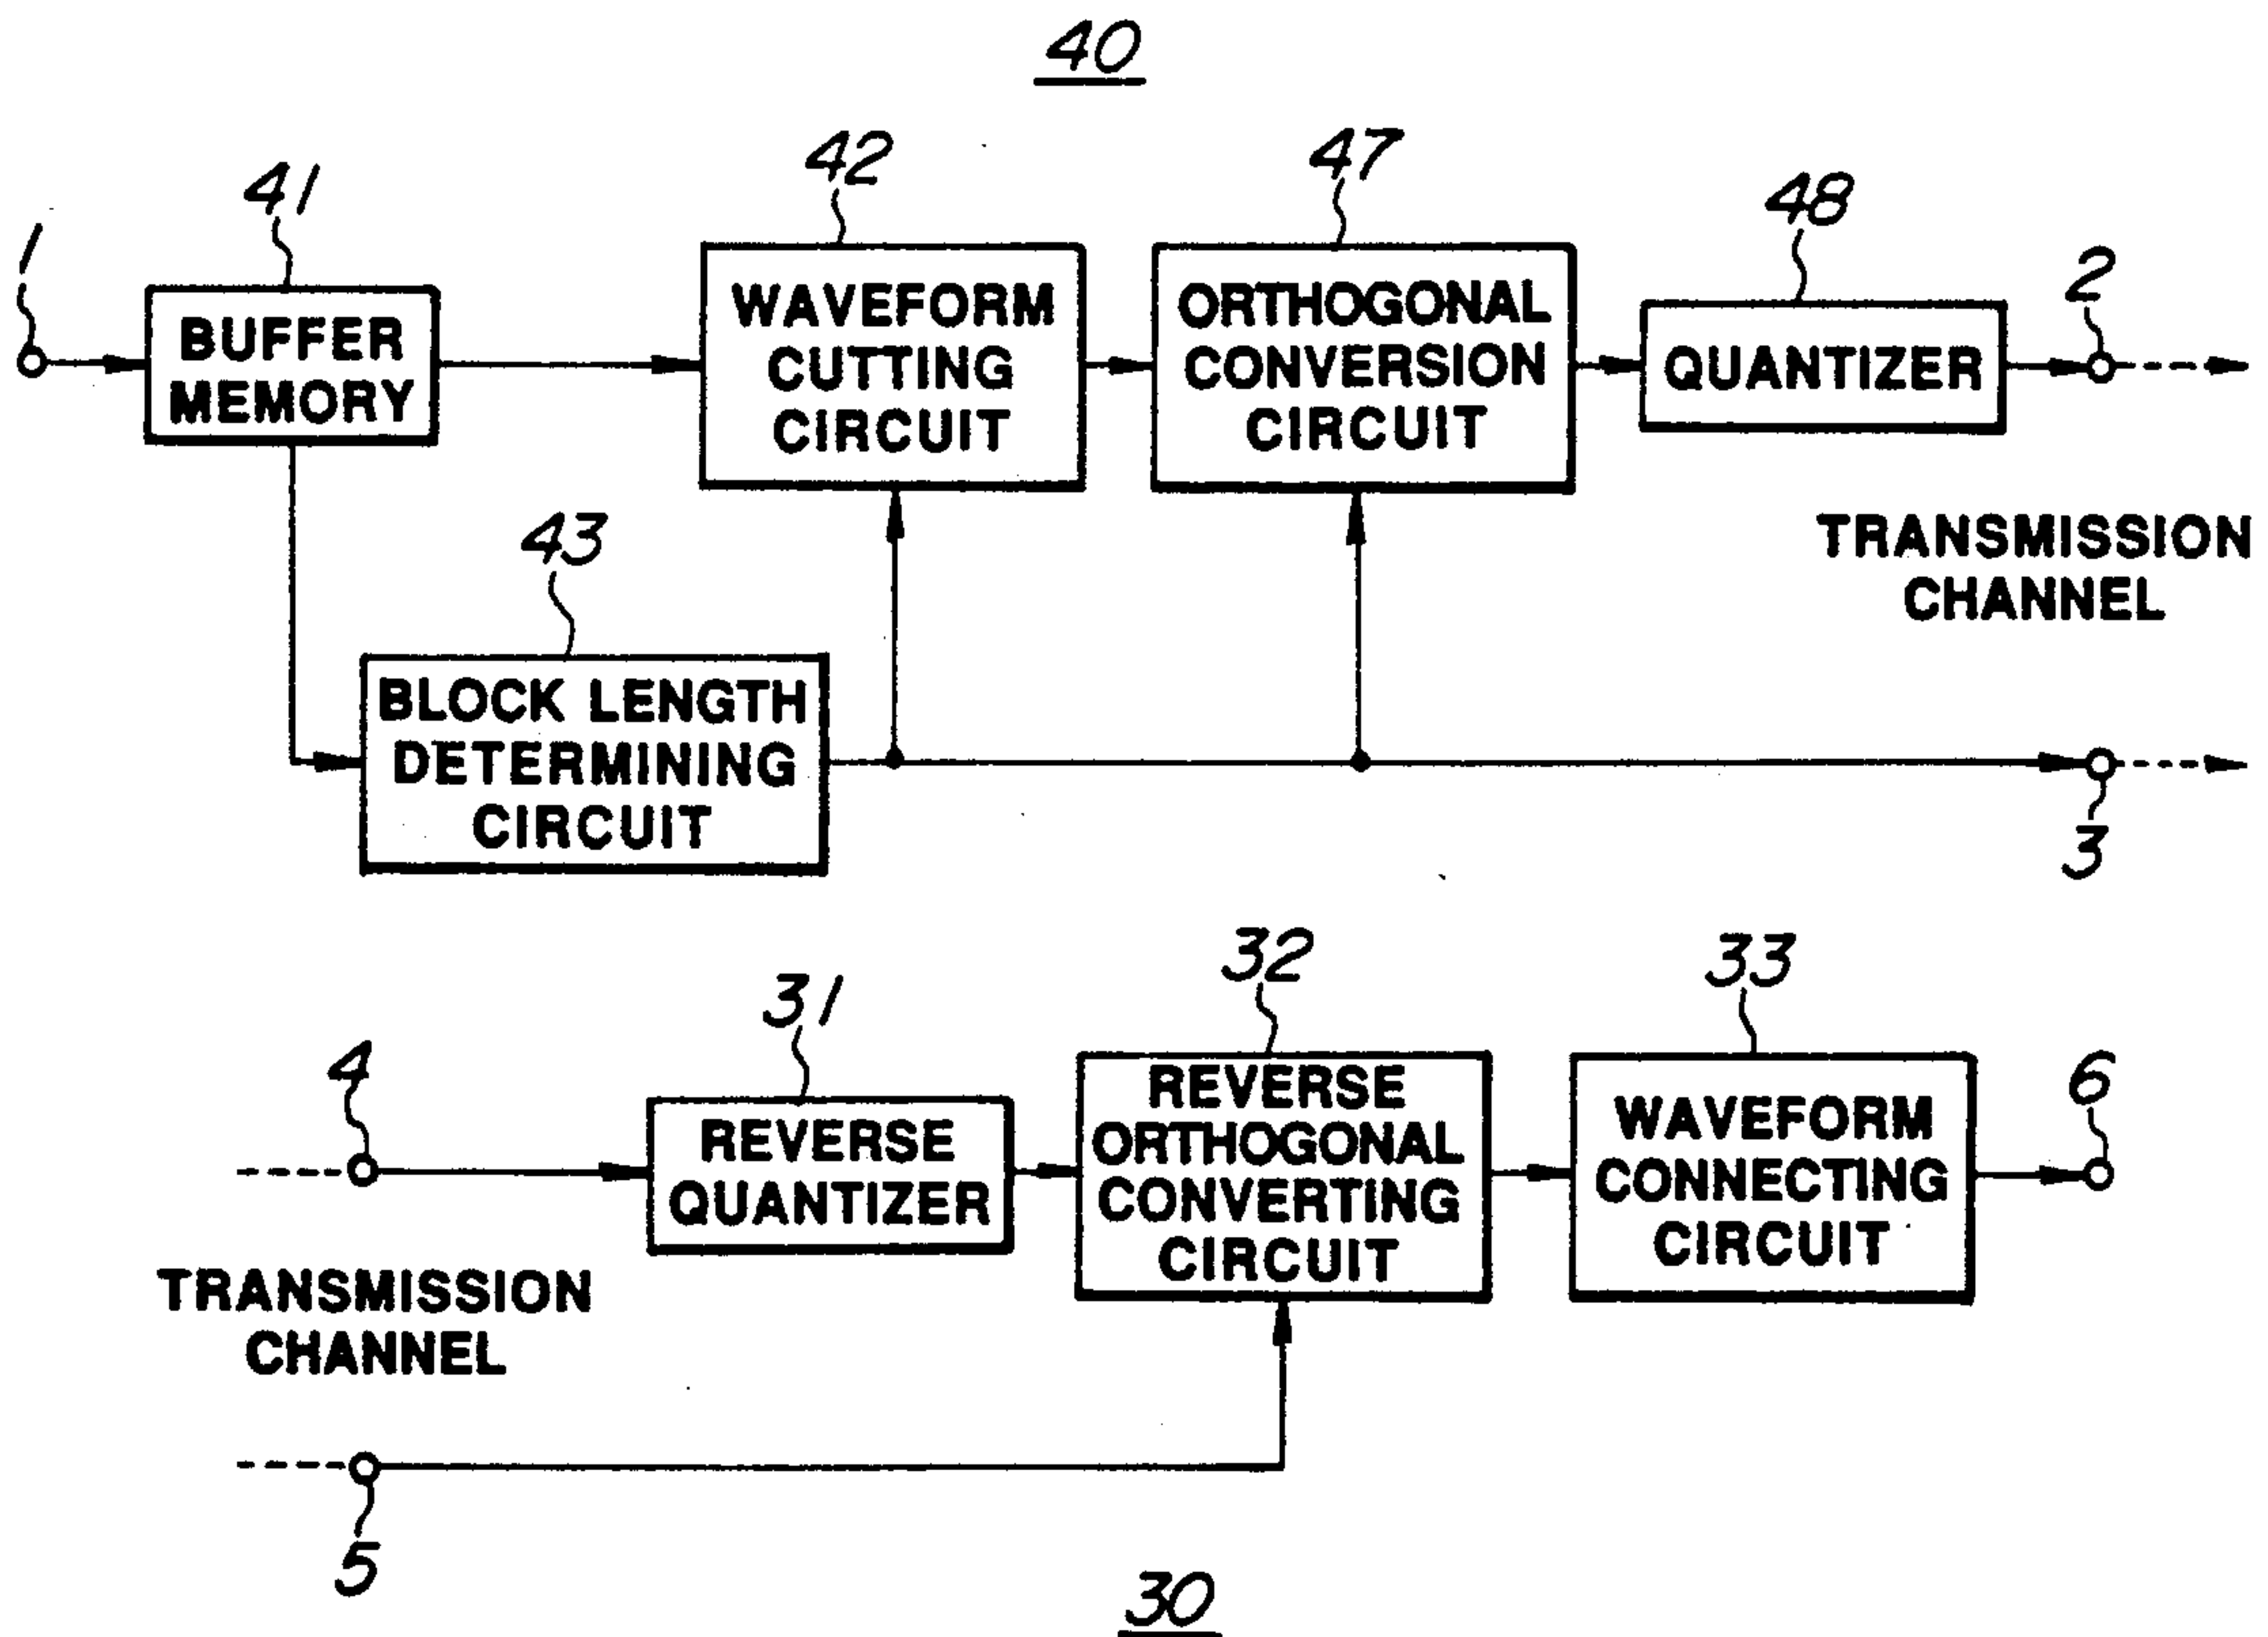 40
41
42
47
48
1
2
BUFFER
MEMORY
WAVEFORM
CUTTING
CIRCUIT
ORTHOGONAL
CONVERSION
CIRCUIT
QUANTIZER
TRANSMISSION
CHANNEL
43
BLOCK LENGTH
DETERMINING
CIRCUIT
3
4
31
32
33
6
REVERSE
QUANTIZER
REVERSE
ORTHOGONAL
CONVERTING
CIRCUIT
WAVEFORM
CONNECTING
CIRCUIT
TRANSMISSION
CHANNEL
5
30